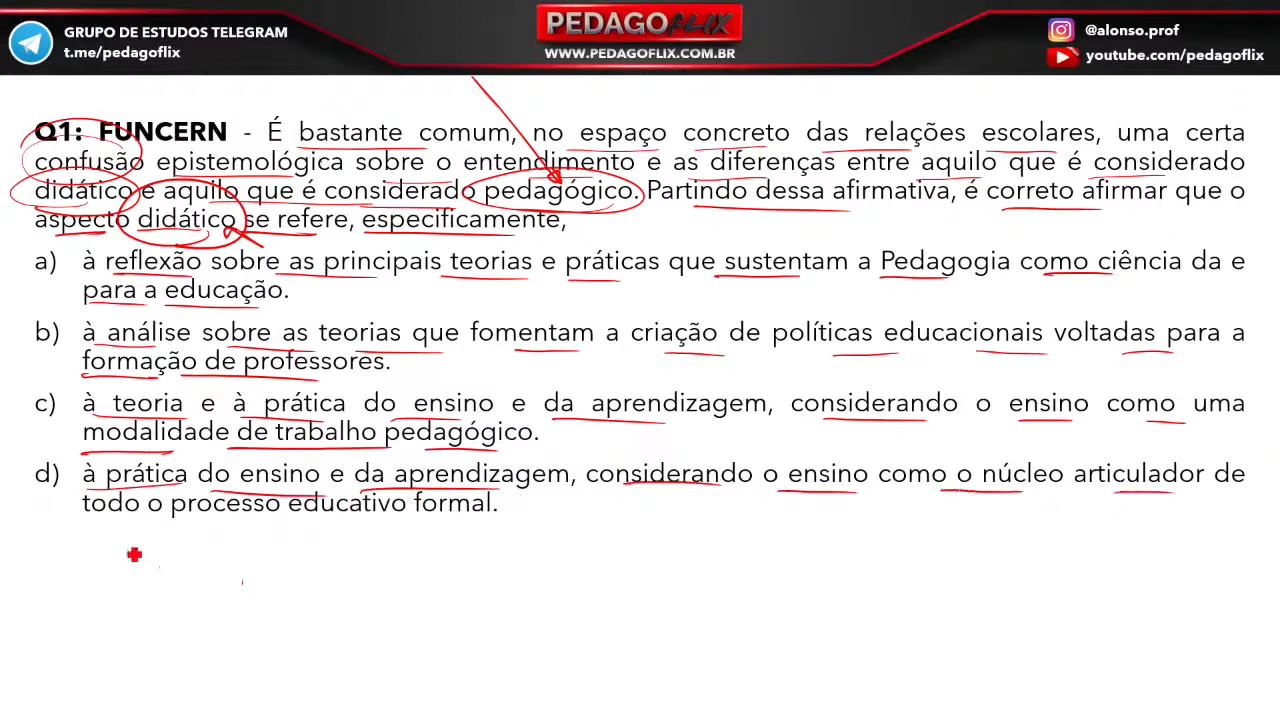 GRUPO DE ESTUDOS TELEGRAM
t.me/pedagoflix
PEDAGOFLIX
WWW.PEDAGOFLIX.COM.BR
@alonso.prof
youtube.com/pedagoflix
Q1: FUNCERN - É bastante comum, no espaço concreto das relações escolares, uma certa
confusão epistemológica sobre o entendimento e as diferenças entre aquilo que é considerado
didático e aquilo que é considerado pedagógico. Partindo dessa afirmativa, é correto afirmar que o
aspecto didático se refere, especificamente,
a) à reflexão sobre as principais teorias e práticas que sustentam a Pedagogia como ciência da e
para a educação.
b) à análise sobre as teorias que fomentam a criação de políticas educacionais voltadas para a
formação de professores.
c) à teoria e à prática do ensino e da aprendizagem, considerando o ensino como uma
modalidade de trabalho pedagógico.
d) à prática do ensino e da aprendizagem, considerando o ensino como o núcleo articulador de
todo o processo educativo formal.